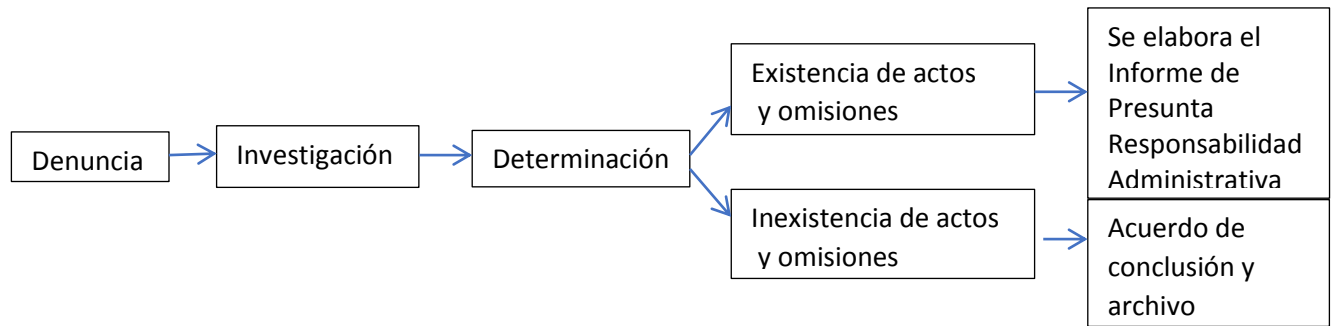 Denuncia
Investigación
Determinación
Existencia de actos
y omisiones
Se elabora el
Informe de
Presunta
Responsabilidad
Administrativa
Inexistencia de actos
y omisiones
Acuerdo de
conclusión y
archivo